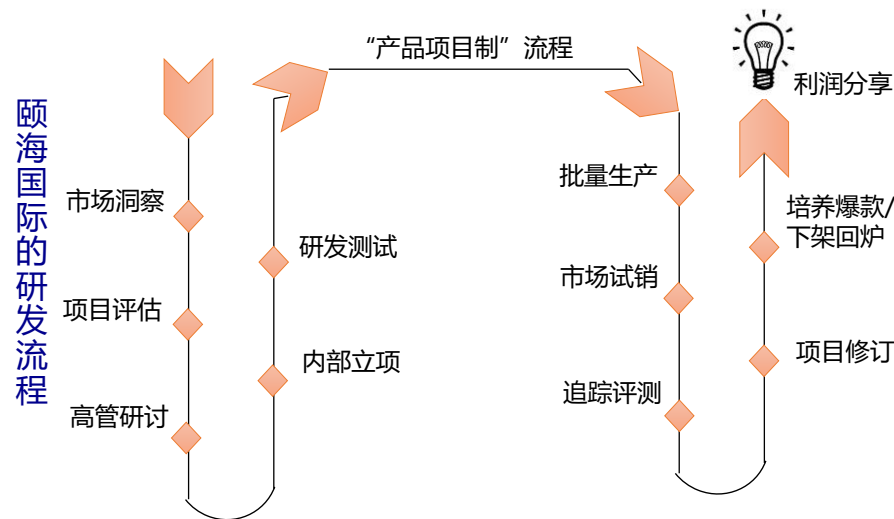 颐海国际的研发流程
“产品项目制”流程
市场洞察
项目评估
高管研讨
内部立项
研发测试
批量生产
市场试销
追踪评测
项目修订
培养爆款/
下架回炉
利润分享